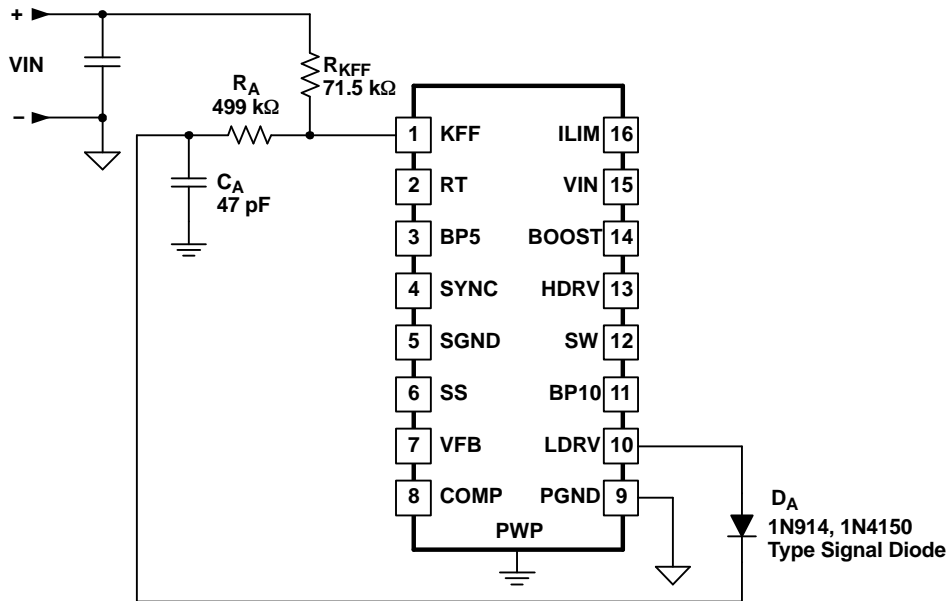 +
VIN
−
RKFF
71.5 kΩ
RA
499 kΩ
CA
47 pF
1 KFF ILIM 16
2 RT VIN 15
3 BP5 BOOST 14
4 SYNC HDRV 13
5 SGND SW 12
6 SS BP10 11
7 VFB LDRV 10
8 COMP PGND 9
PWP
DA
1N914, 1N4150
Type Signal Diode